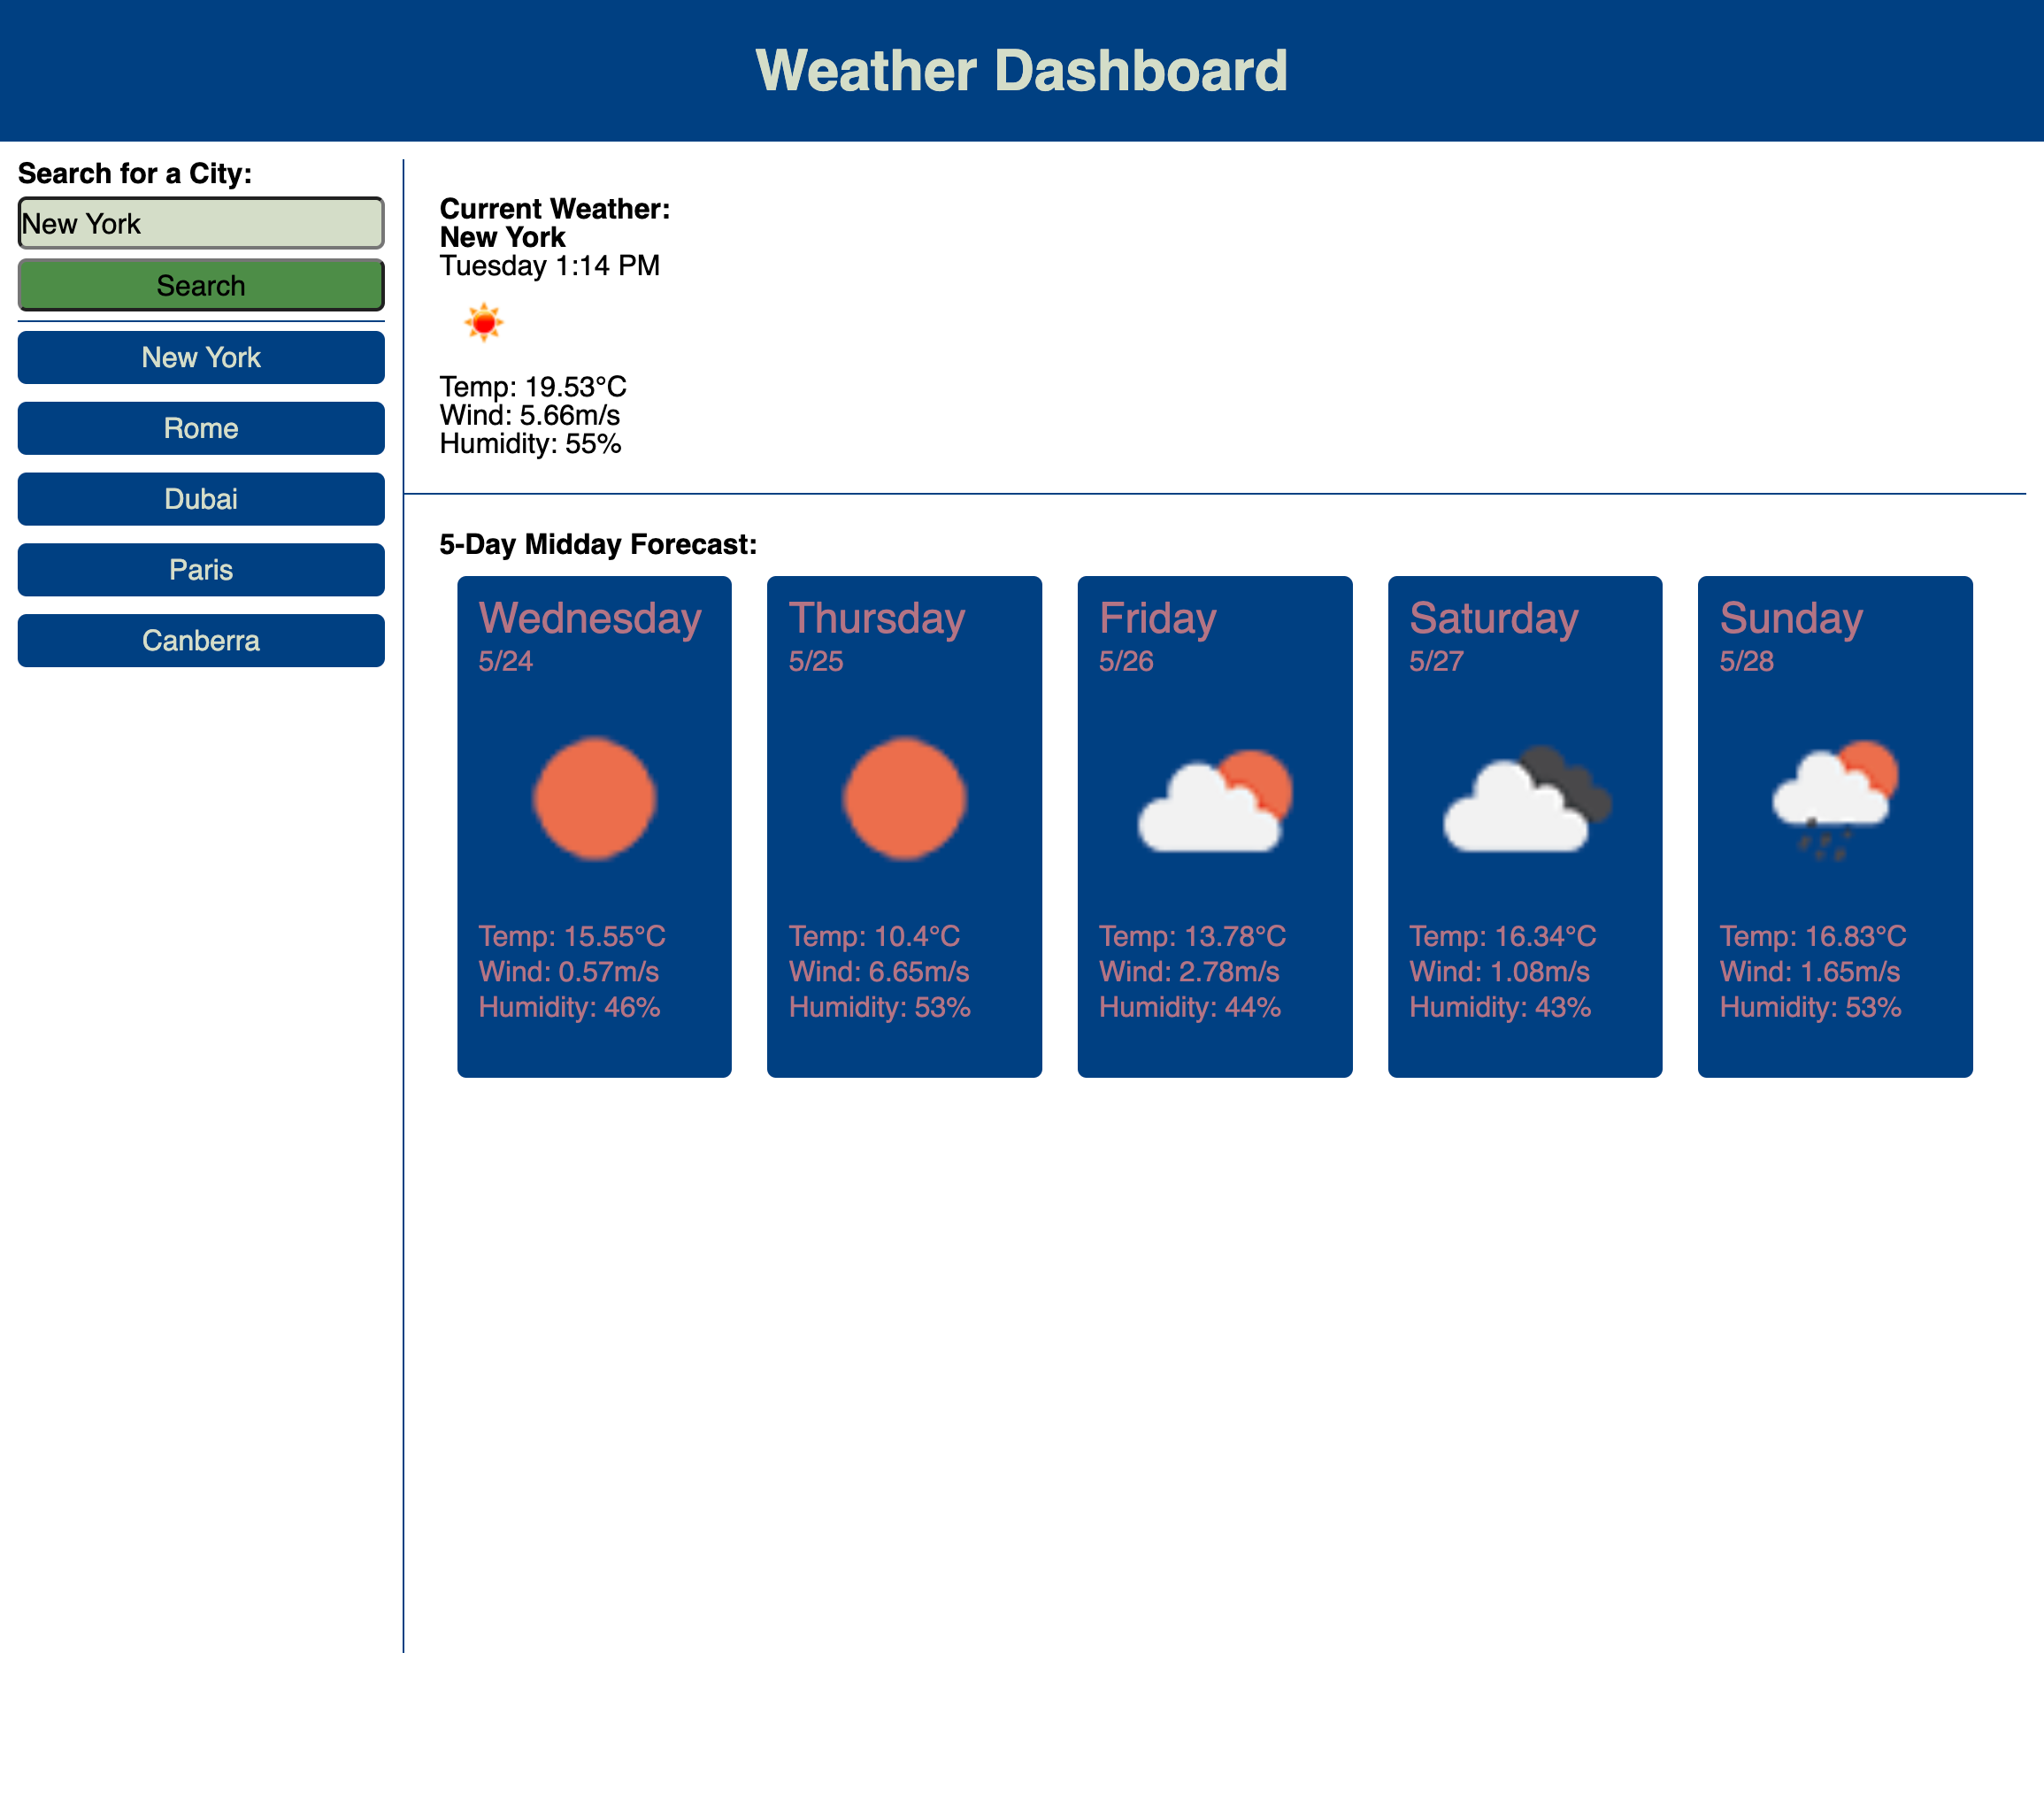 Weather Dashboard
Search for a City:
New York
Search
New York
Rome
Dubai
Paris
Canberra
Current Weather:
New York
Tuesday 1:14 PM
Temp: 19.53°C
Wind: 5.66m/s
Humidity: 55%
5-Day Midday Forecast:
Wednesday
5/24
Temp: 15.55°C
Wind: 0.57m/s
Humidity: 46%
Thursday
5/25
Temp: 10.4°C
Wind: 6.65m/s
Humidity: 53%
Friday
5/26
Temp: 13.78°C
Wind: 2.78m/s
Humidity: 44%
Saturday
5/27
Temp: 16.34°C
Wind: 1.08m/s
Humidity: 43%
Sunday
5/28
Temp: 16.83°C
Wind: 1.65m/s
Humidity: 53%